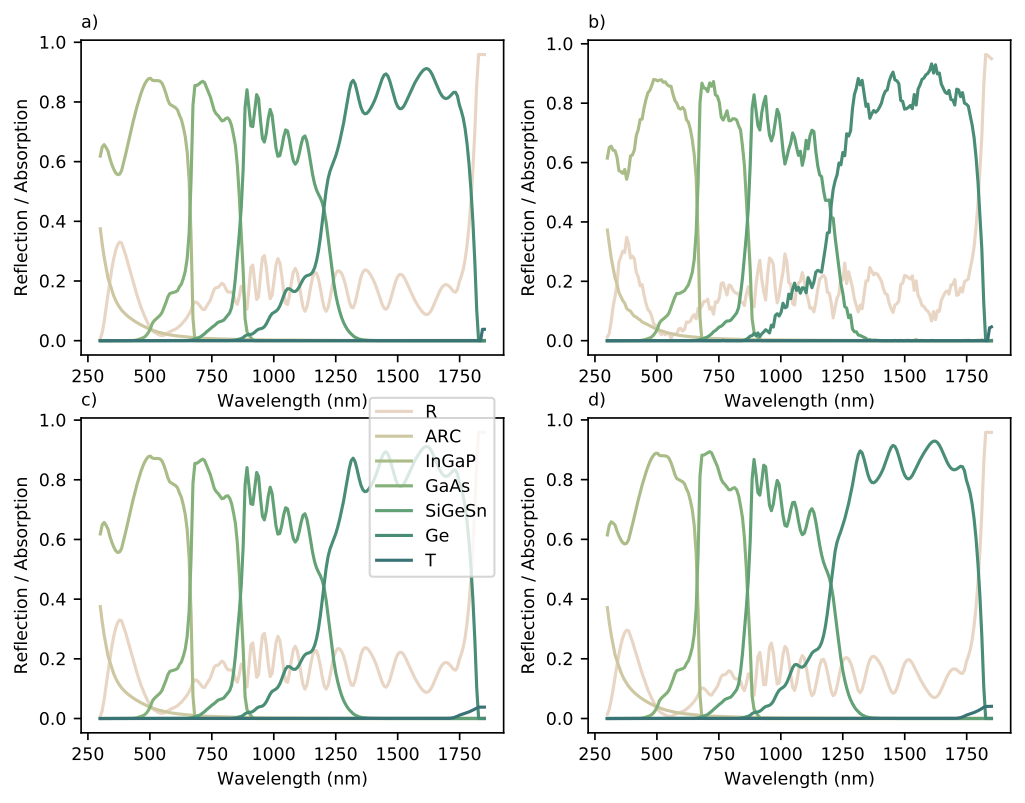 a)
Reflection / Absorption
1.0
0.8
0.6
0.4
0.2
0.0
250 500 750 1000 1250 1500 1750
Wavelength (nm)
b)
Reflection / Absorption
1.0
0.8
0.6
0.4
0.2
0.0
250 500 750 1000 1250 1500 1750
Wavelength (nm)
c)
Reflection / Absorption
1.0
0.8
0.6
0.4
0.2
0.0
250 500 750 1000 1250 1500 1750
Wavelength (nm)
R
ARC
InGaP
GaAs
SiGeSn
Ge
T
d)
Reflection / Absorption
1.0
0.8
0.6
0.4
0.2
0.0
250 500 750 1000 1250 1500 1750
Wavelength (nm)